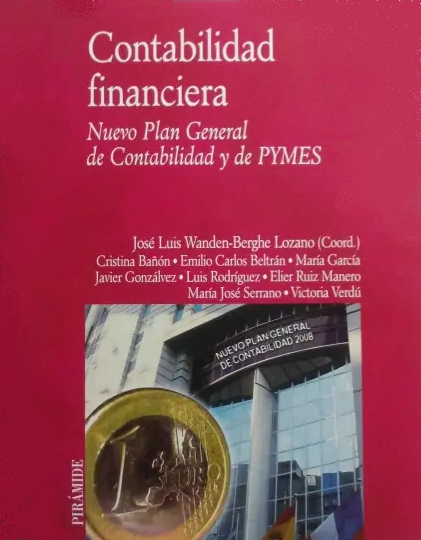 Contabilidad
financiera
Nuevo Plan General
de Contabilidad y de PYMES
José Luis Wanden-Berghe Lozano (Coord.)
Cristina Bañón • Emilio Carlos Beltrán • María García
Javier Gonzálvez • Luis Rodríguez • Elier Ruiz Manero
María José Serrano • Victoria Verdú
NUEVO PLAN GENERAL
DE CONTABILIDAD 2008
1
EURO
PIRÁMIDE